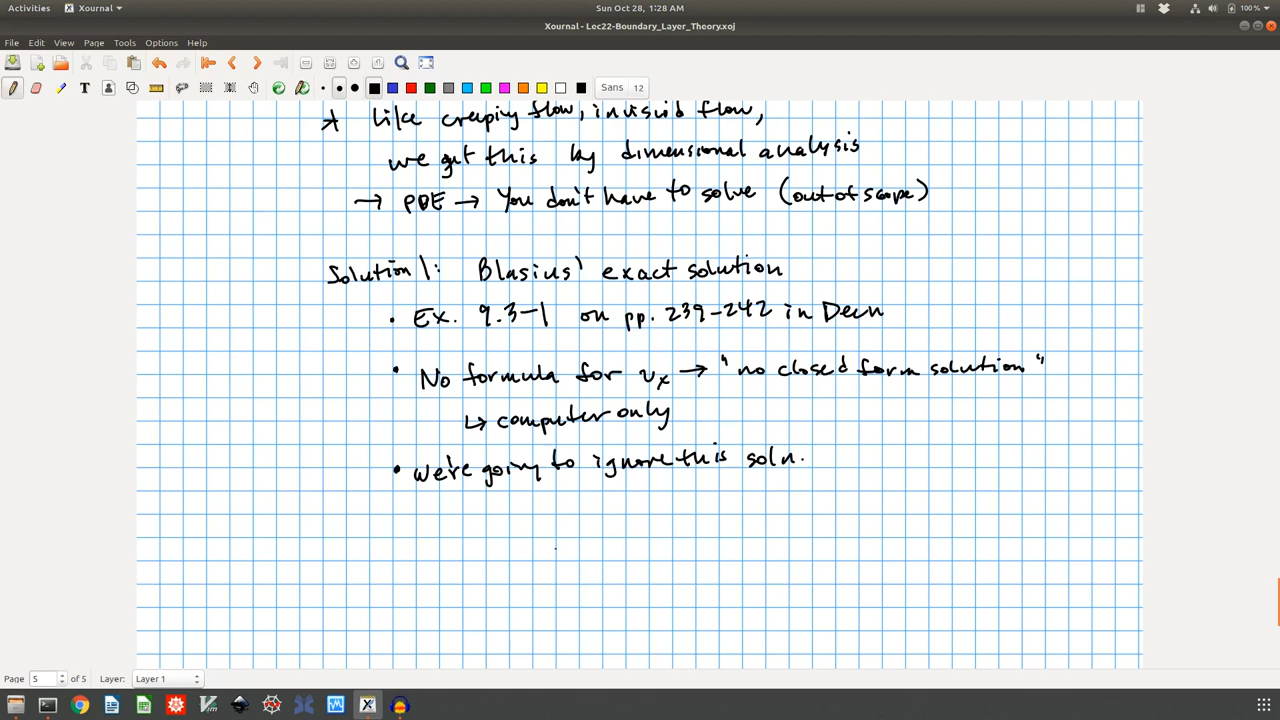 Activities
Xournal
Sun Oct 28, 1:28 AM
100 %
Xournal - Lec22-Boundary_Layer_Theory.xoj
File Edit View Page Tools Options Help
Sans 12
* like creeping flow, inviscid flow,
we get this by dimensional analysis
→ PDE → You don't have to solve (out of scope)
Solution 1: Blasius' exact solution
• Ex. 9.3-1 on pp. 239-242 in Deen
• No formula for vx → "no closed form solution"
↳ computer only
• We're going to ignore this soln.
Page 5 of 5 Layer: Layer 1